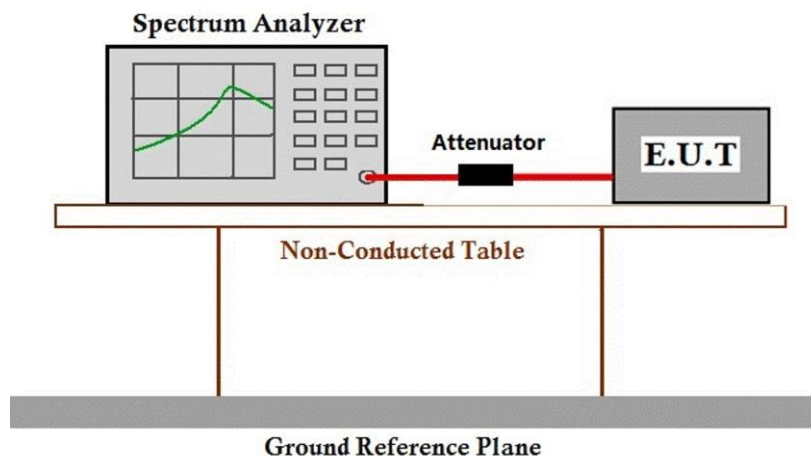 Spectrum Analyzer
Attenuator
E.U.T
Non-Conducted Table
Ground Reference Plane